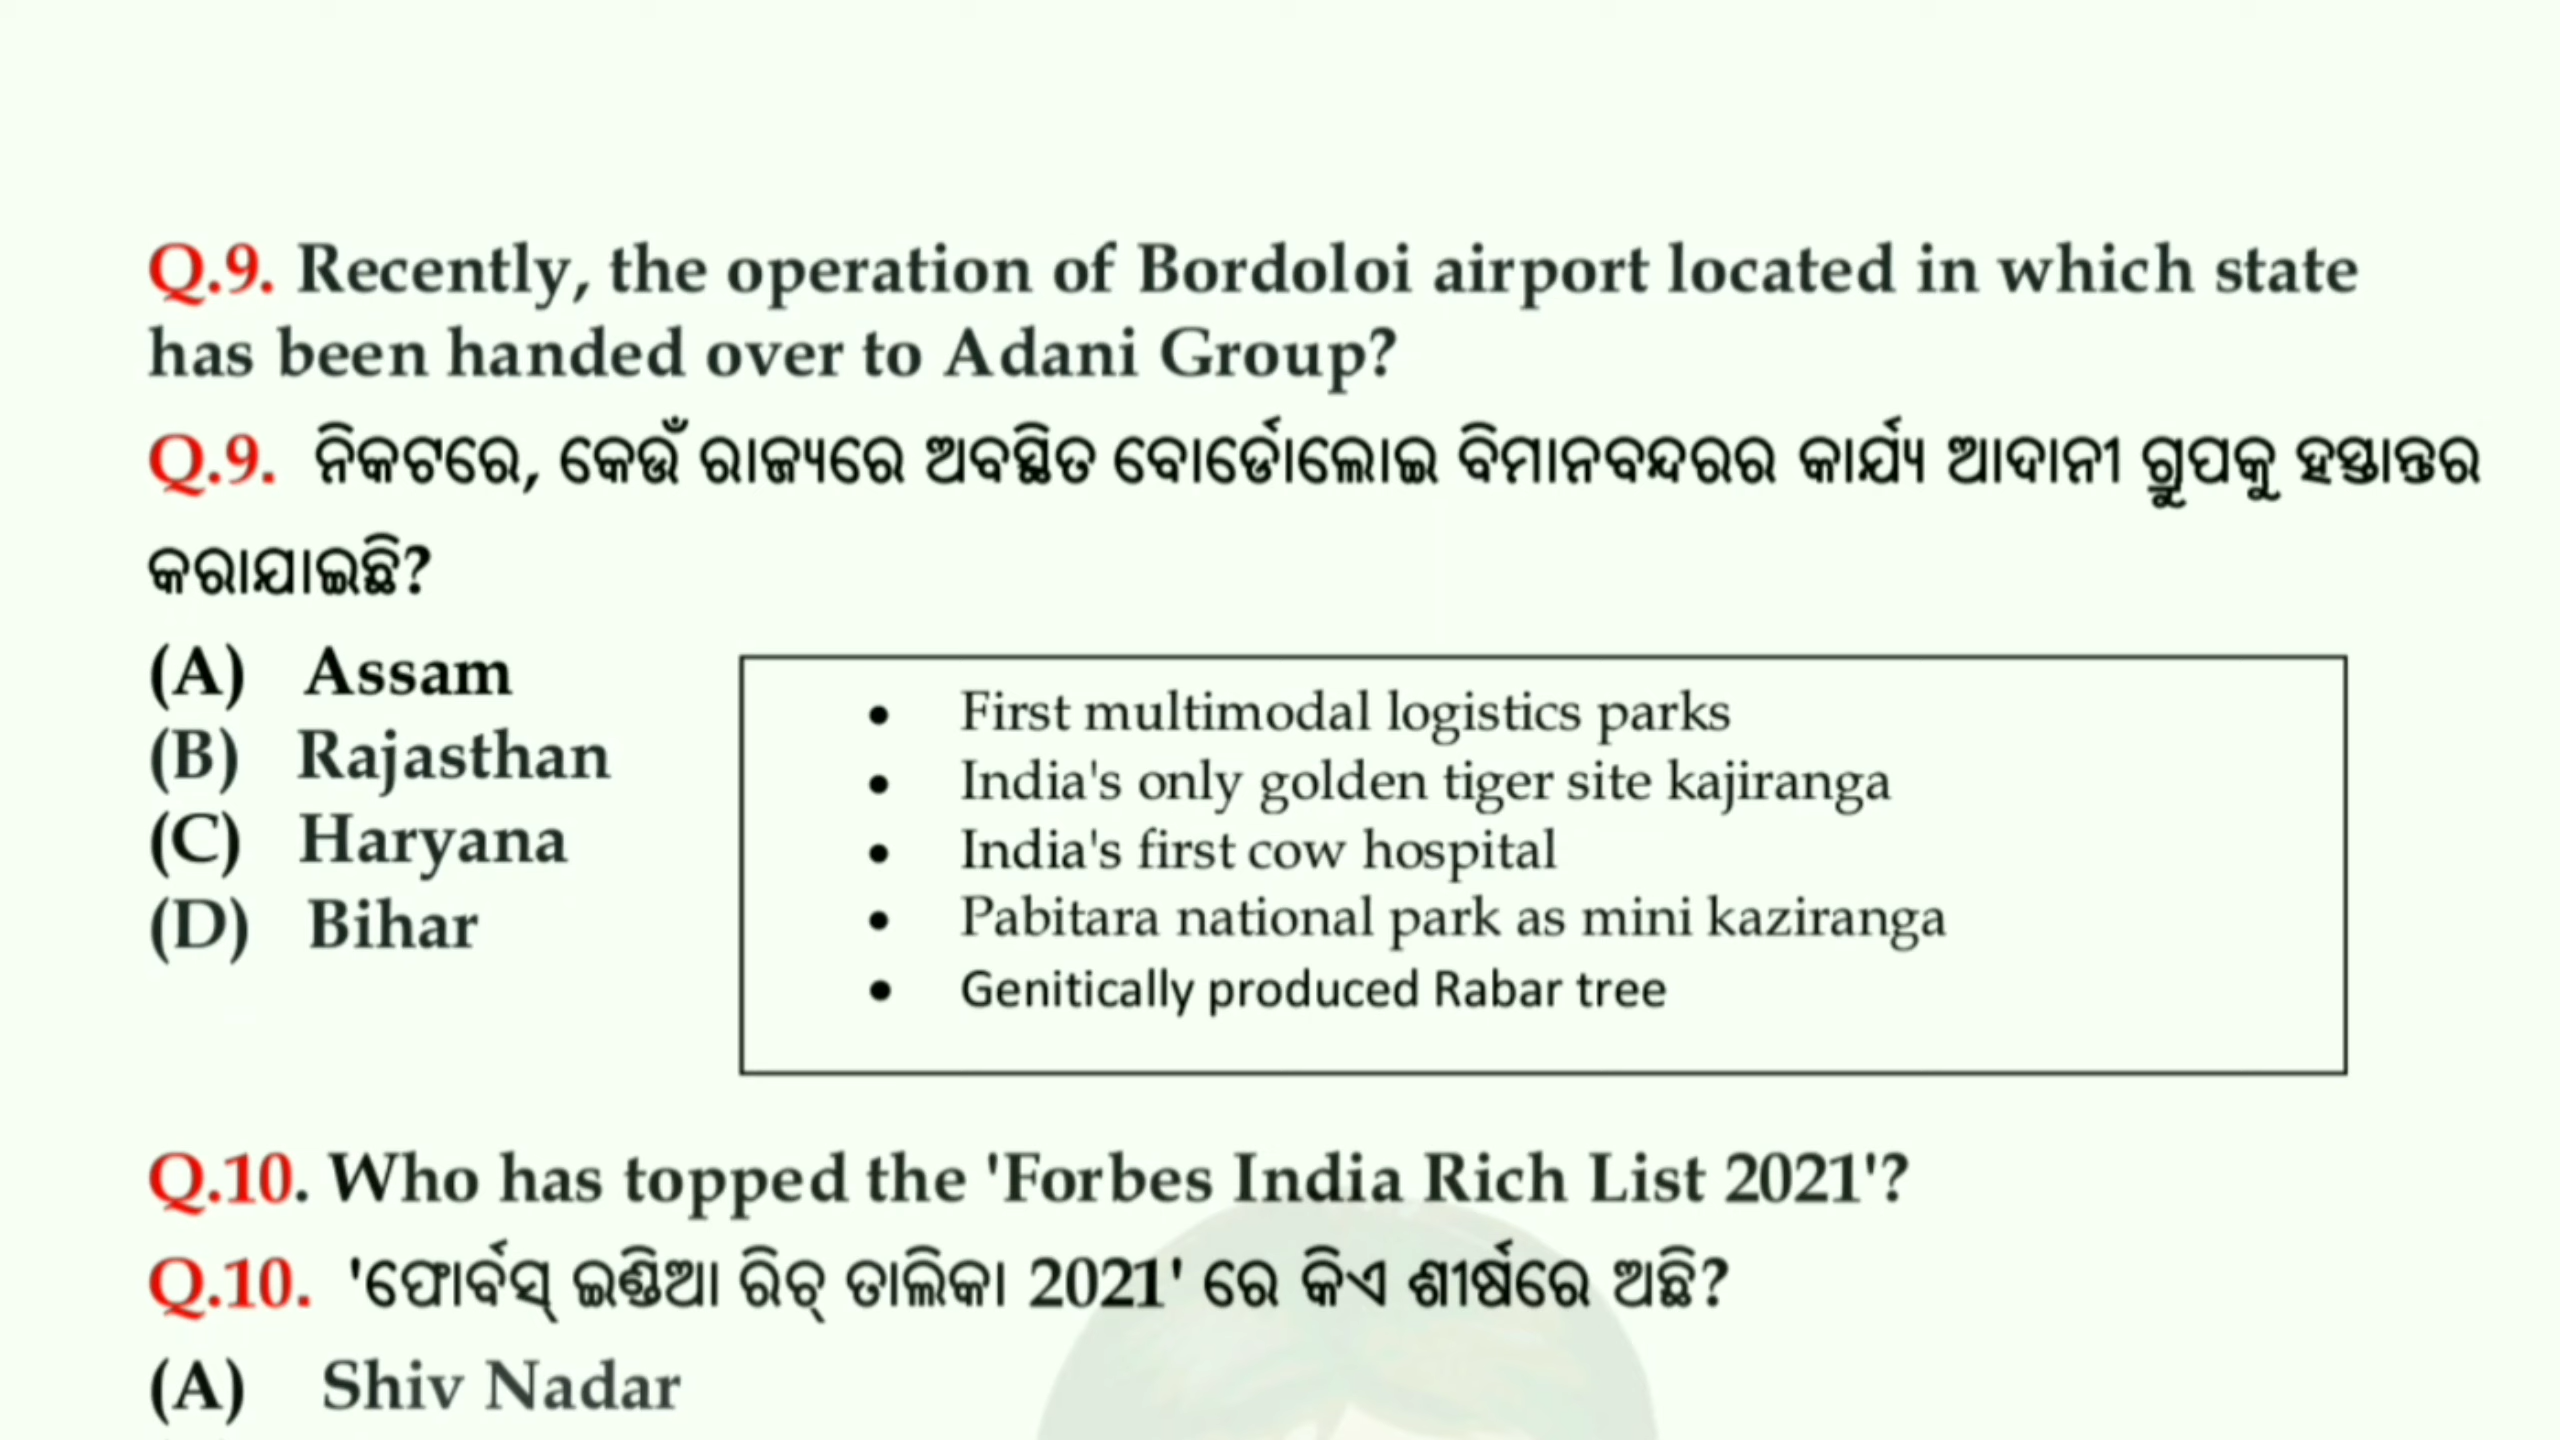 Q.9. Recently, the operation of Bordoloi airport located in which state
has been handed over to Adani Group?
Q.9. ନିକଟରେ, କେଉଁ ରାଜ୍ୟରେ ଅବସ୍ଥିତ ବୋର୍ଡୋଲୋଇ ବିମାନବନ୍ଦରର କାର୍ଯ୍ୟ ଆଦାନୀ ଗ୍ରୁପକୁ ହସ୍ତାନ୍ତର
କରାଯାଇଛି?
(A) Assam
(B) Rajasthan
(C) Haryana
(D) Bihar
• First multimodal logistics parks
• India's only golden tiger site kajiranga
• India's first cow hospital
• Pabitara national park as mini kaziranga
• Genitically produced Rabar tree
Q.10. Who has topped the 'Forbes India Rich List 2021'?
Q.10. 'ଫୋର୍ବସ୍ ଇଣ୍ଡିଆ ରିଚ୍ ତାଲିକା 2021' ରେ କିଏ ଶୀର୍ଷରେ ଅଛି?
(A) Shiv Nadar